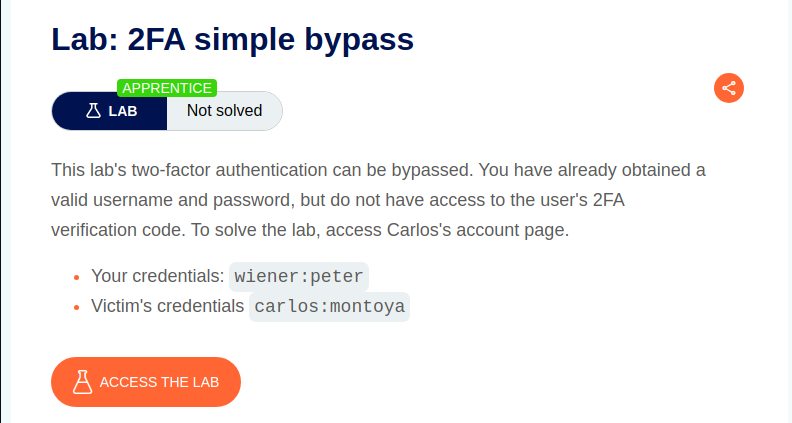 Lab: 2FA simple bypass
APPRENTICE
LAB Not solved
This lab's two-factor authentication can be bypassed. You have already obtained a
valid username and password, but do not have access to the user's 2FA
verification code. To solve the lab, access Carlos's account page.
Your credentials: wiener:peter
Victim's credentials carlos:montoya
ACCESS THE LAB